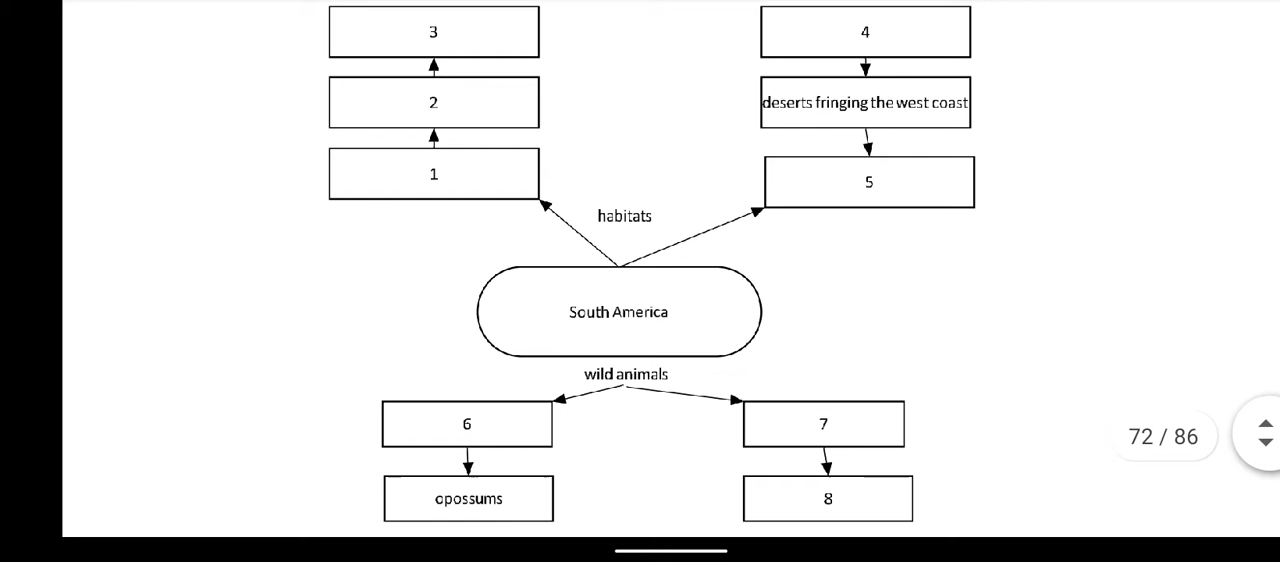 3
4
2
deserts fringing the west coast
1
5
habitats
South America
wild animals
6
7
72 / 86
opossums
8